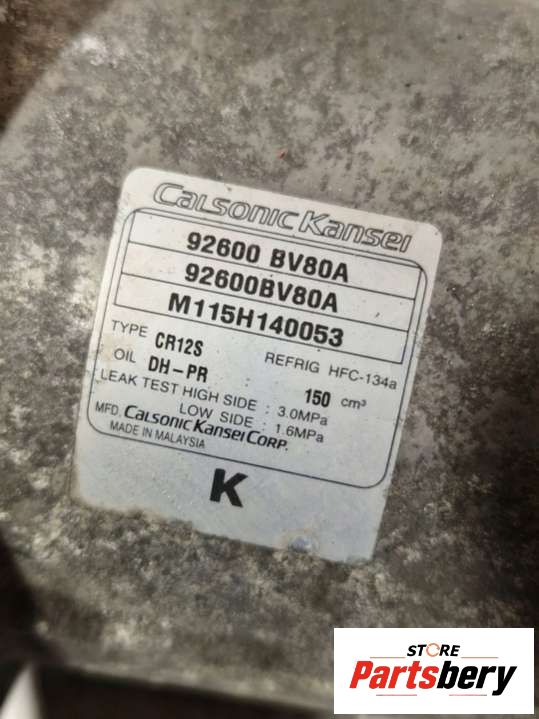 Calsonic Kansei
92600 BV80A
92600BV80A
M115H140053
TYPE CR12S REFRIG HFC-134a
OIL DH-PR 150 cm³
LEAK TEST HIGH SIDE : 3.0MPa
LOW SIDE : 1.6MPa
MFD. Calsonic Kansei Corp.
MADE IN MALAYSIA
K
STORE
Partsbery